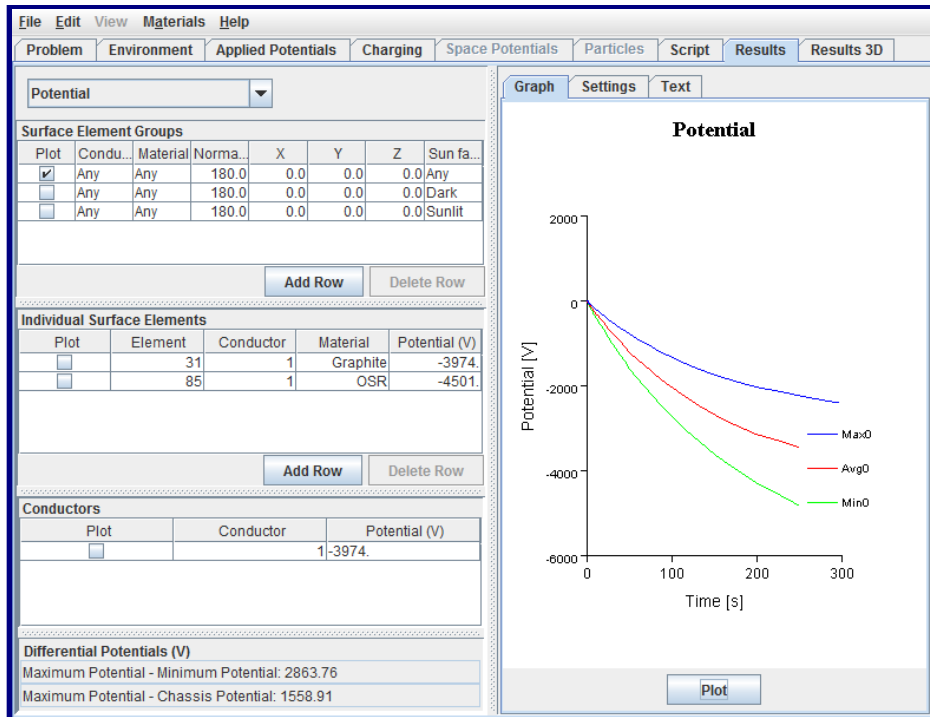 File Edit View Materials Help
Problem Environment Applied Potentials Charging Space Potentials Particles Script Results Results 3D
Potential
Surface Element Groups
Plot Condu... Material Norma... X Y Z Sun fa...
Any Any 180.0 0.0 0.0 0.0 Any
Any Any 180.0 0.0 0.0 0.0 Dark
Any Any 180.0 0.0 0.0 0.0 Sunlit
Add Row Delete Row
Individual Surface Elements
Plot Element Conductor Material Potential (V)
31 1 Graphite -3974.
85 1 OSR -4501.
Add Row Delete Row
Conductors
Plot Conductor Potential (V)
1 -3974.
Differential Potentials (V)
Maximum Potential - Minimum Potential: 2863.76
Maximum Potential - Chassis Potential: 1558.91
Graph Settings Text
Potential
2000
0
-2000
-4000
-6000
Potential [V]
Max0
Avg0
Min0
0 100 200 300
Time [s]
Plot